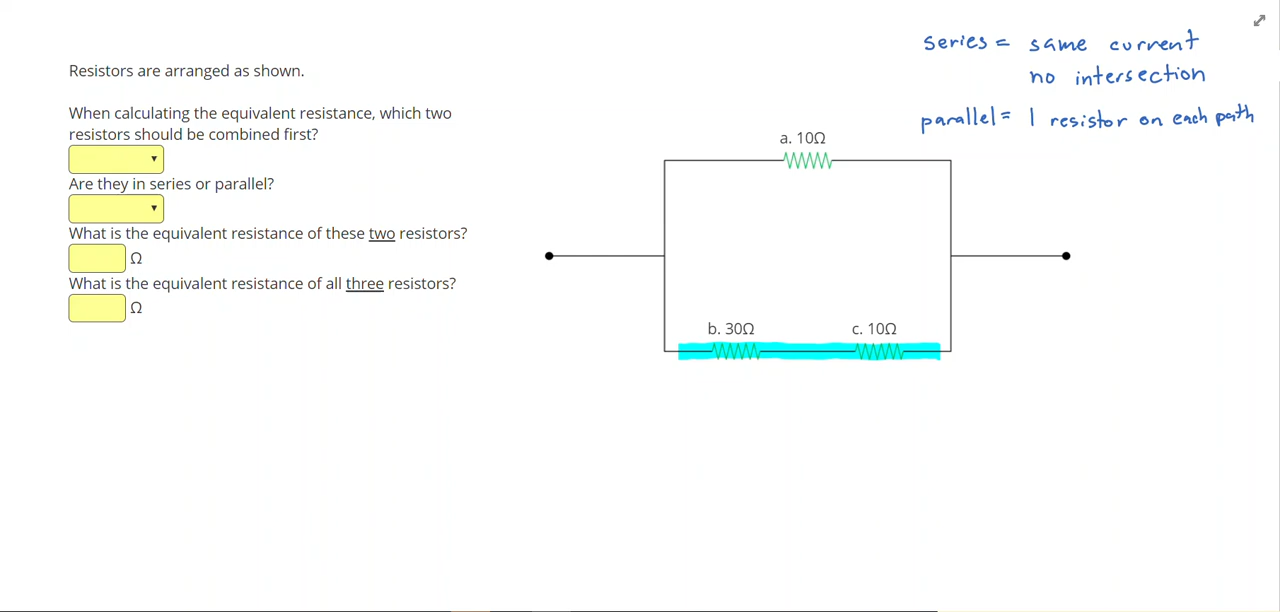 Resistors are arranged as shown.
When calculating the equivalent resistance, which two
resistors should be combined first?
Are they in series or parallel?
What is the equivalent resistance of these two resistors?
Ω
What is the equivalent resistance of all three resistors?
Ω
series = same current
no intersection
parallel = 1 resistor on each path
a. 10Ω
b. 30Ω
c. 10Ω